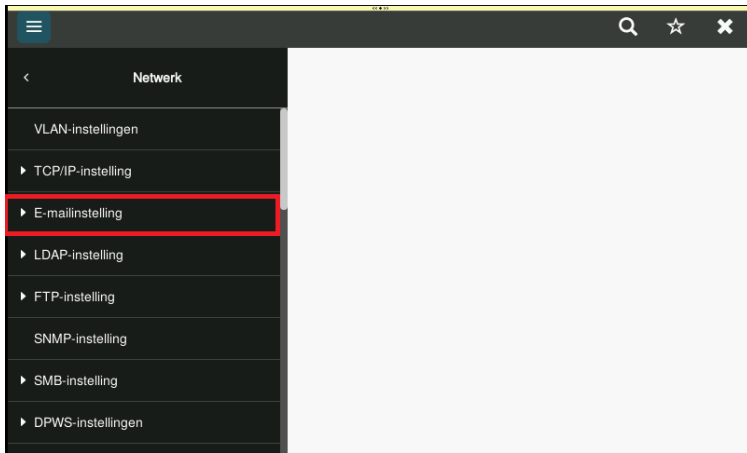 Netwerk
VLAN-instellingen
TCP/IP-instelling
E-mailinstelling
LDAP-instelling
FTP-instelling
SNMP-instelling
SMB-instelling
DPWS-instellingen